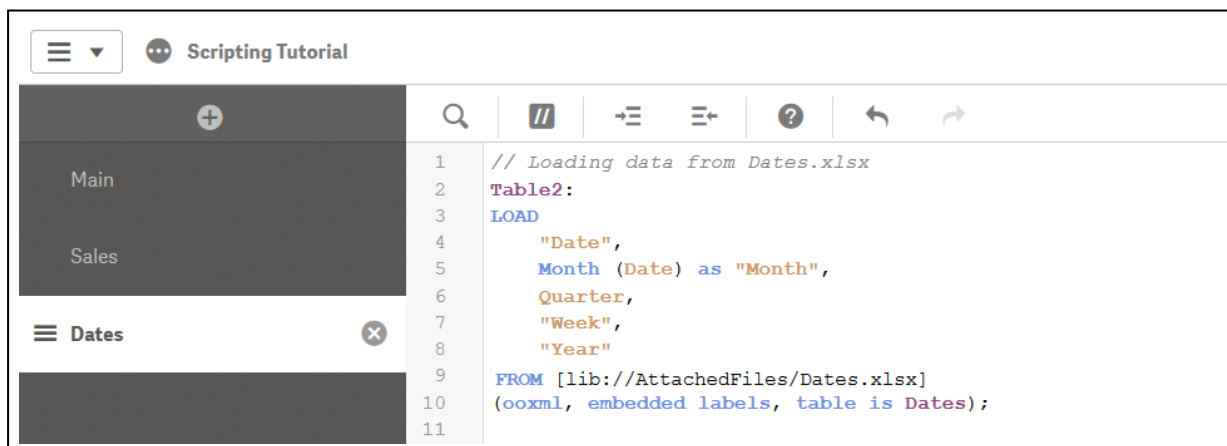 Scripting Tutorial
Main
Sales
Dates
1 // Loading data from Dates.xlsx
2 Table2:
3 LOAD
4 "Date",
5 Month (Date) as "Month",
6 Quarter,
7 "Week",
8 "Year"
9 FROM [lib://AttachedFiles/Dates.xlsx]
10 (ooxml, embedded labels, table is Dates);
11